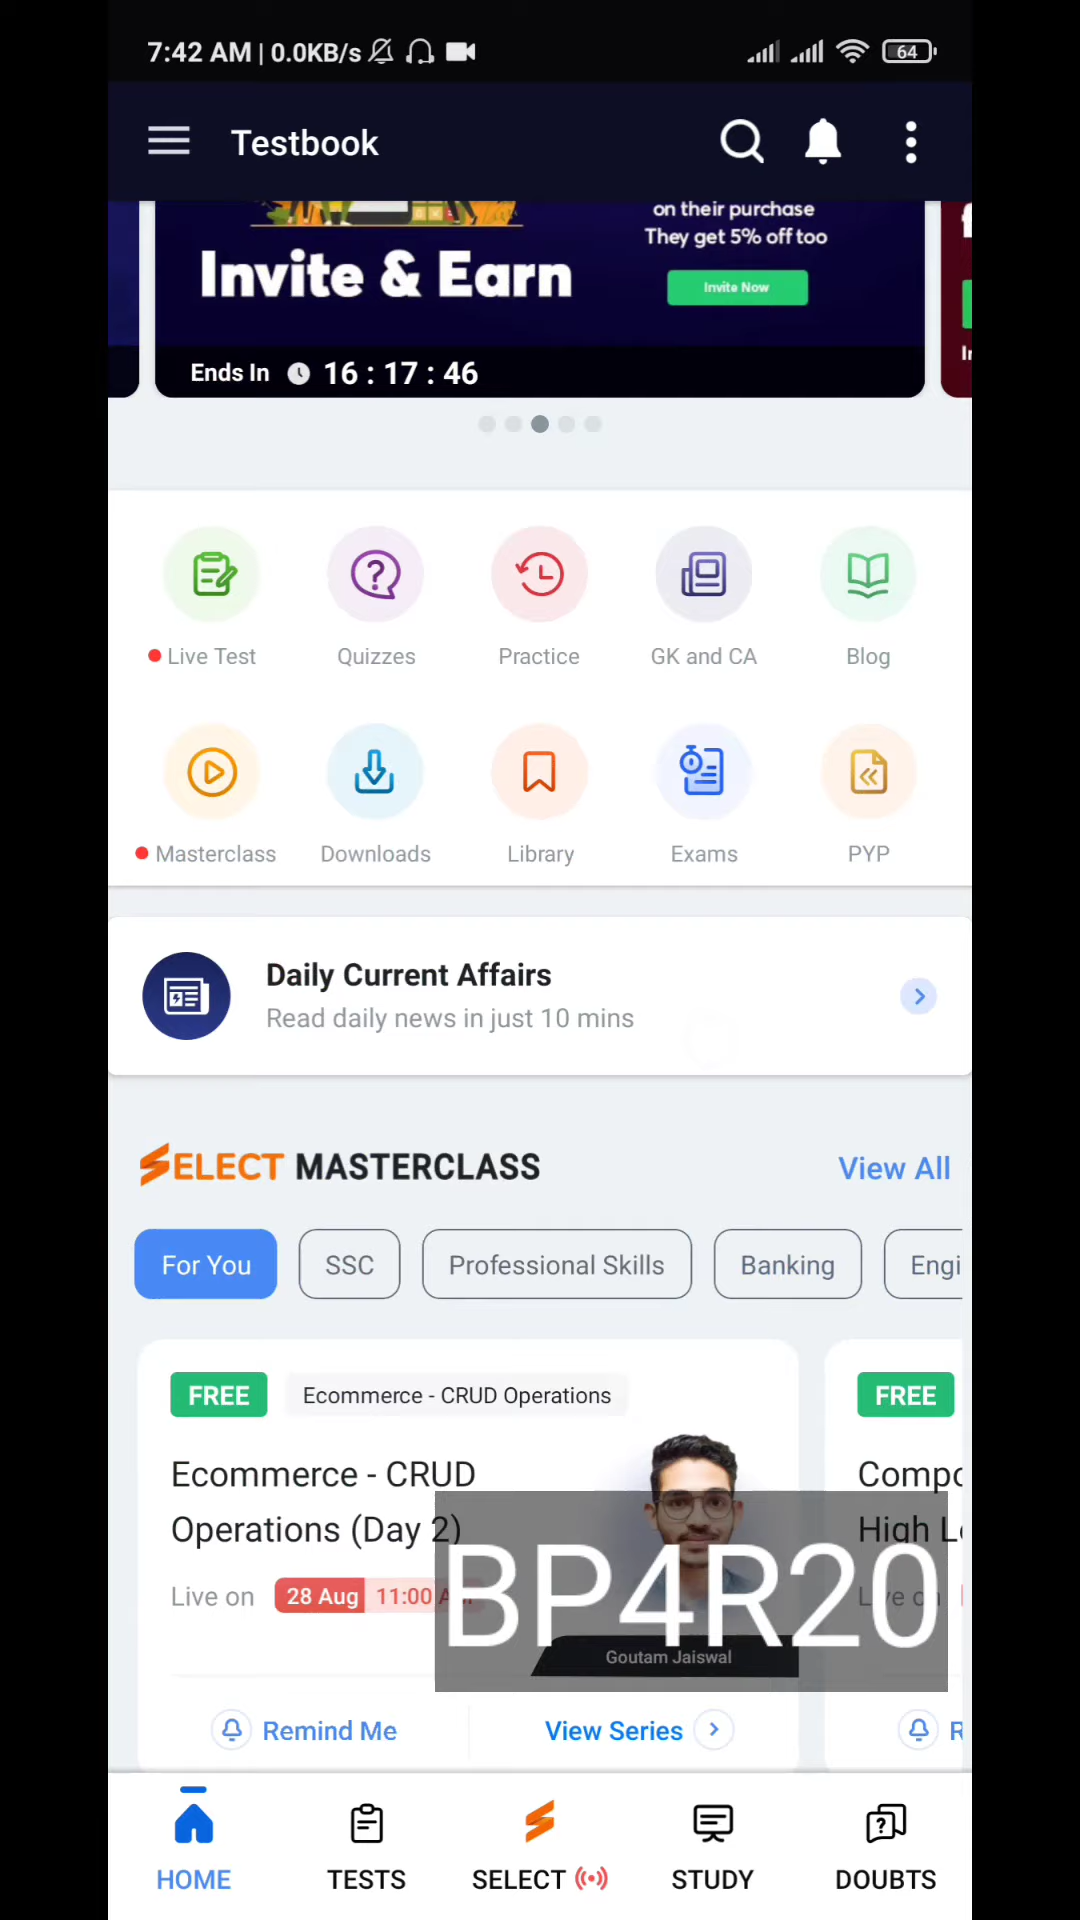 7:42 AM | 0.0KB/s
64
Testbook
on their purchase
They get 5% off too
Invite & Earn
Invite Now
Ends In 16 : 17 : 46
Live Test
Quizzes
Practice
GK and CA
Blog
Masterclass
Downloads
Library
Exams
PYP
Daily Current Affairs
Read daily news in just 10 mins
SELECT MASTERCLASS
View All
For You
SSC
Professional Skills
Banking
Engi
FREE
Ecommerce - CRUD Operations
Ecommerce - CRUD
Operations (Day 2)
Live on 28 Aug 11:00
Goutam Jaiswal
Remind Me
View Series
FREE
BP4R20
HOME
TESTS
SELECT
STUDY
DOUBTS